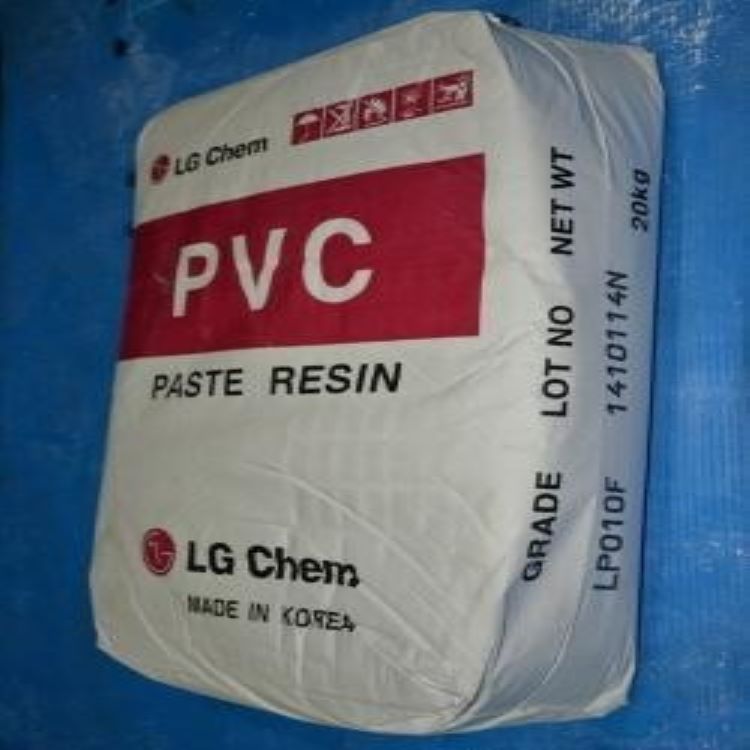 LG Chem
PVC
PASTE RESIN
LG Chem
MADE IN KOREA
GRADE LOT NO NET WT
LP010F 1410114N 20kg